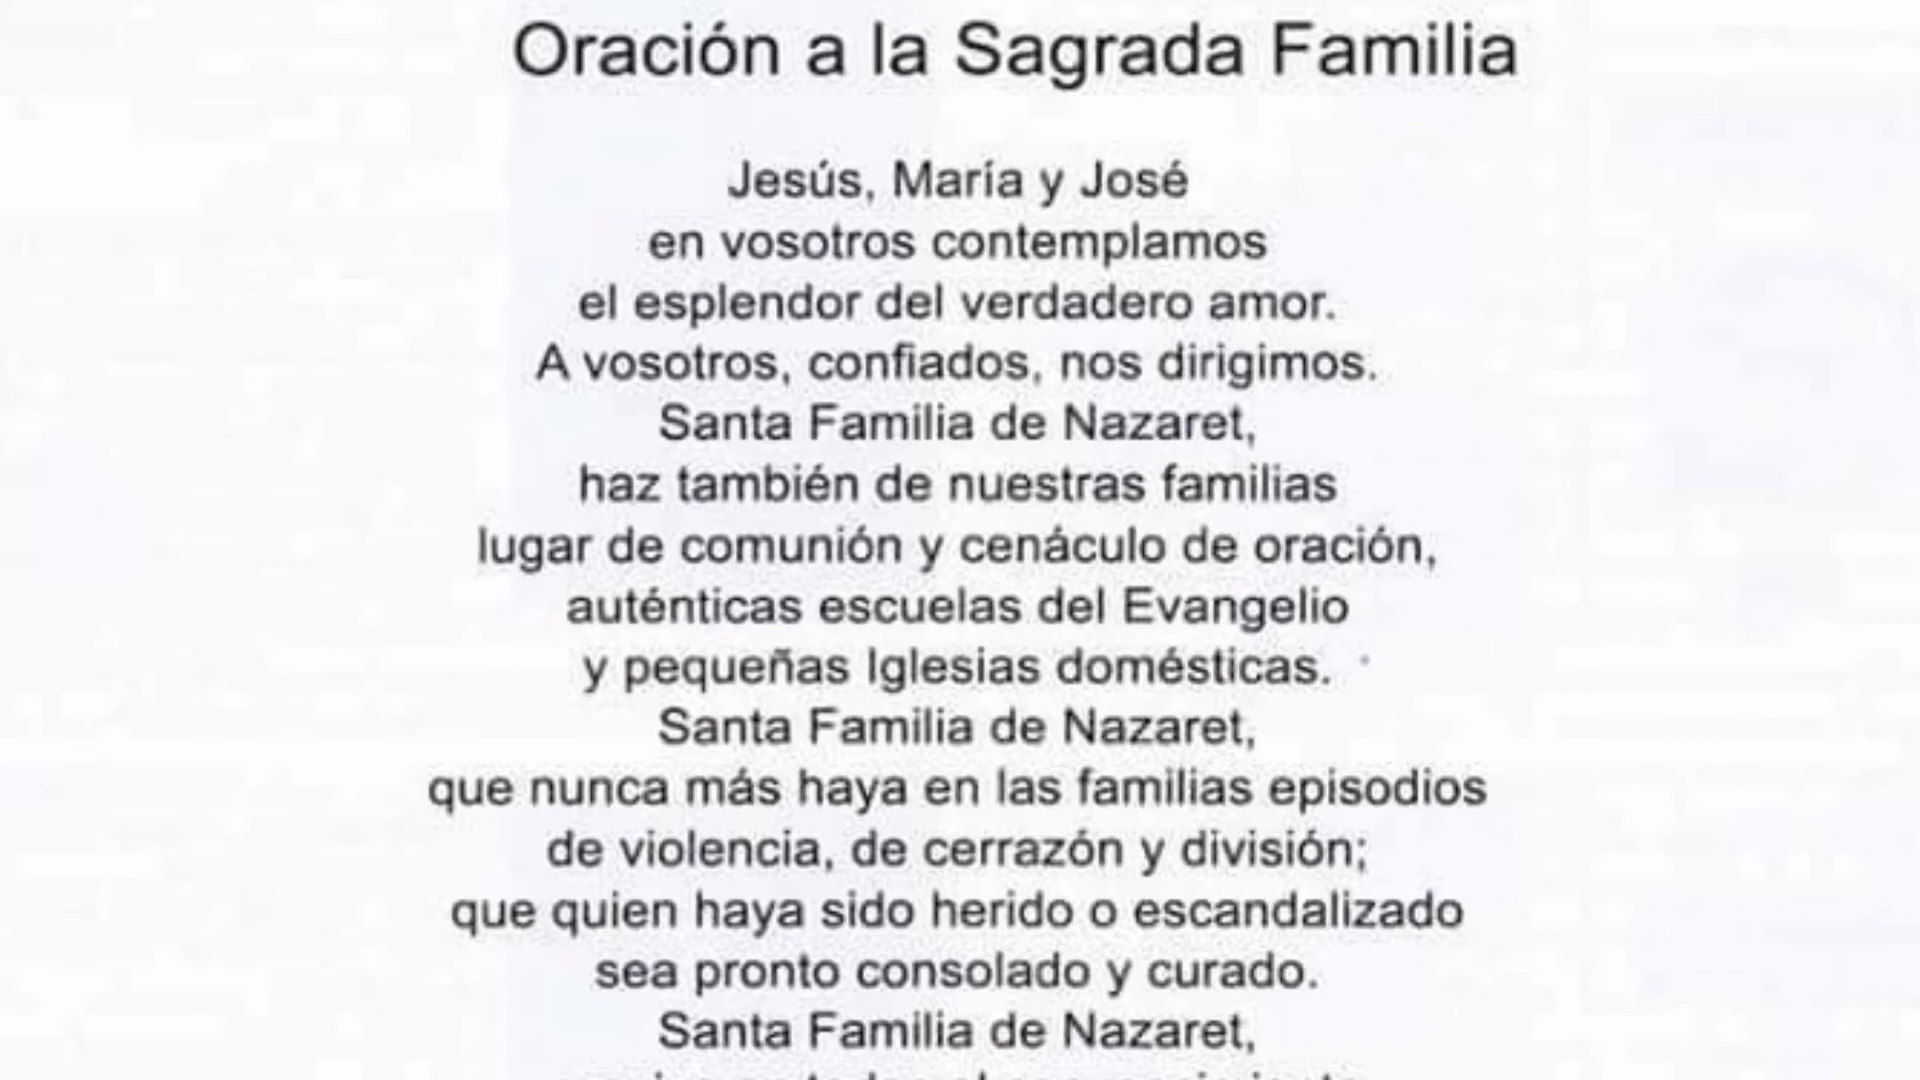 Oración a la Sagrada Familia
Jesús, María y José
en vosotros contemplamos
el esplendor del verdadero amor.
A vosotros, confiados, nos dirigimos.
Santa Familia de Nazaret,
haz también de nuestras familias
lugar de comunión y cenáculo de oración,
auténticas escuelas del Evangelio
y pequeñas Iglesias domésticas.
Santa Familia de Nazaret,
que nunca más haya en las familias episodios
de violencia, de cerrazón y división;
que quien haya sido herido o escandalizado
sea pronto consolado y curado.
Santa Familia de Nazaret,